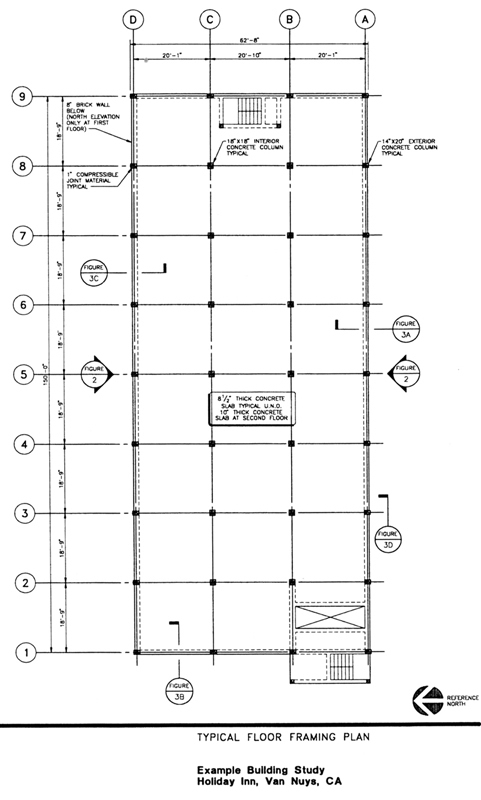 D
C
B
A
62'-8"
20'-1"
20'-10"
20'-1"
9
8" BRICK WALL
BELOW
(NORTH ELEVATION
ONLY AT FIRST
FLOOR)
18'-9"
18"X18" INTERIOR
CONCRETE COLUMN
TYPICAL
14"X20" EXTERIOR
CONCRETE COLUMN
TYPICAL
8
1" COMPRESSIBLE
JOINT MATERIAL
TYPICAL
18'-9"
7
18'-9"
FIGURE
3C
6
FIGURE
3A
18'-9"
150'-0"
5
FIGURE
2
FIGURE
2
8 1/2" THICK CONCRETE
SLAB TYPICAL U.N.O.
10" THICK CONCRETE
SLAB AT SECOND FLOOR
18'-9"
4
18'-9"
3
FIGURE
3D
18'-9"
2
18'-9"
1
FIGURE
3B
REFERENCE
NORTH
TYPICAL FLOOR FRAMING PLAN
Example Building Study
Holiday Inn, Van Nuys, CA